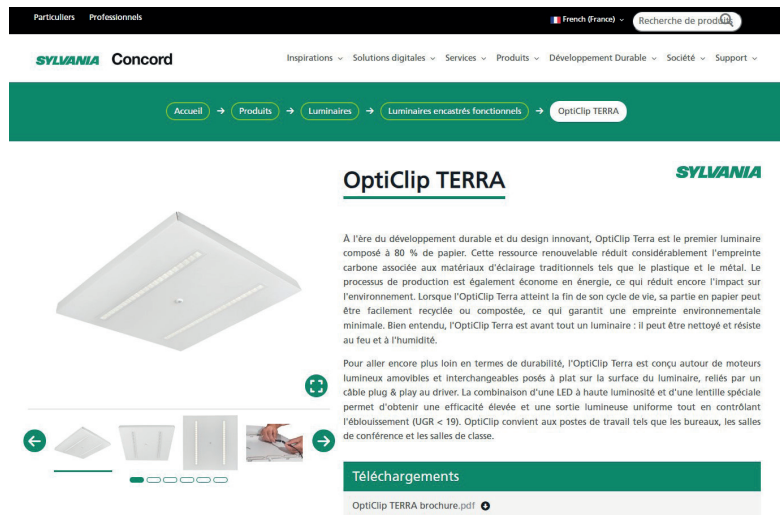 Particuliers Professionnels
French (France)
Recherche de produits
SYLVANIA Concord
Inspirations Solutions digitales Services Produits Développement Durable Société Support
Accueil → Produits → Luminaires → Luminaires encastrés fonctionnels → OptiClip TERRA
OptiClip TERRA
SYLVANIA
À l'ère du développement durable et du design innovant, OptiClip Terra est le premier luminaire
composé à 80 % de papier. Cette ressource renouvelable réduit considérablement l'empreinte
carbone associée aux matériaux d'éclairage traditionnels tels que le plastique et le métal. Le
processus de production est également économe en énergie, ce qui réduit encore l'impact sur
l'environnement. Lorsque l'OptiClip Terra atteint la fin de son cycle de vie, sa partie en papier peut
être facilement recyclée ou compostée, ce qui garantit une empreinte environnementale
minimale. Bien entendu, l'OptiClip Terra est avant tout un luminaire : il peut être nettoyé et résiste
au feu et à l'humidité.
Pour aller encore plus loin en termes de durabilité, l'OptiClip Terra est conçu autour de moteurs
lumineux amovibles et interchangeables posés à plat sur la surface du luminaire, reliés par un
câble plug & play au driver. La combinaison d'une LED à haute luminosité et d'une lentille spéciale
permet d'obtenir une efficacité élevée et une sortie lumineuse uniforme tout en contrôlant
l'éblouissement (UGR < 19). OptiClip convient aux postes de travail tels que les bureaux, les salles
de conférence et les salles de classe.
Téléchargements
OptiClip TERRA brochure.pdf